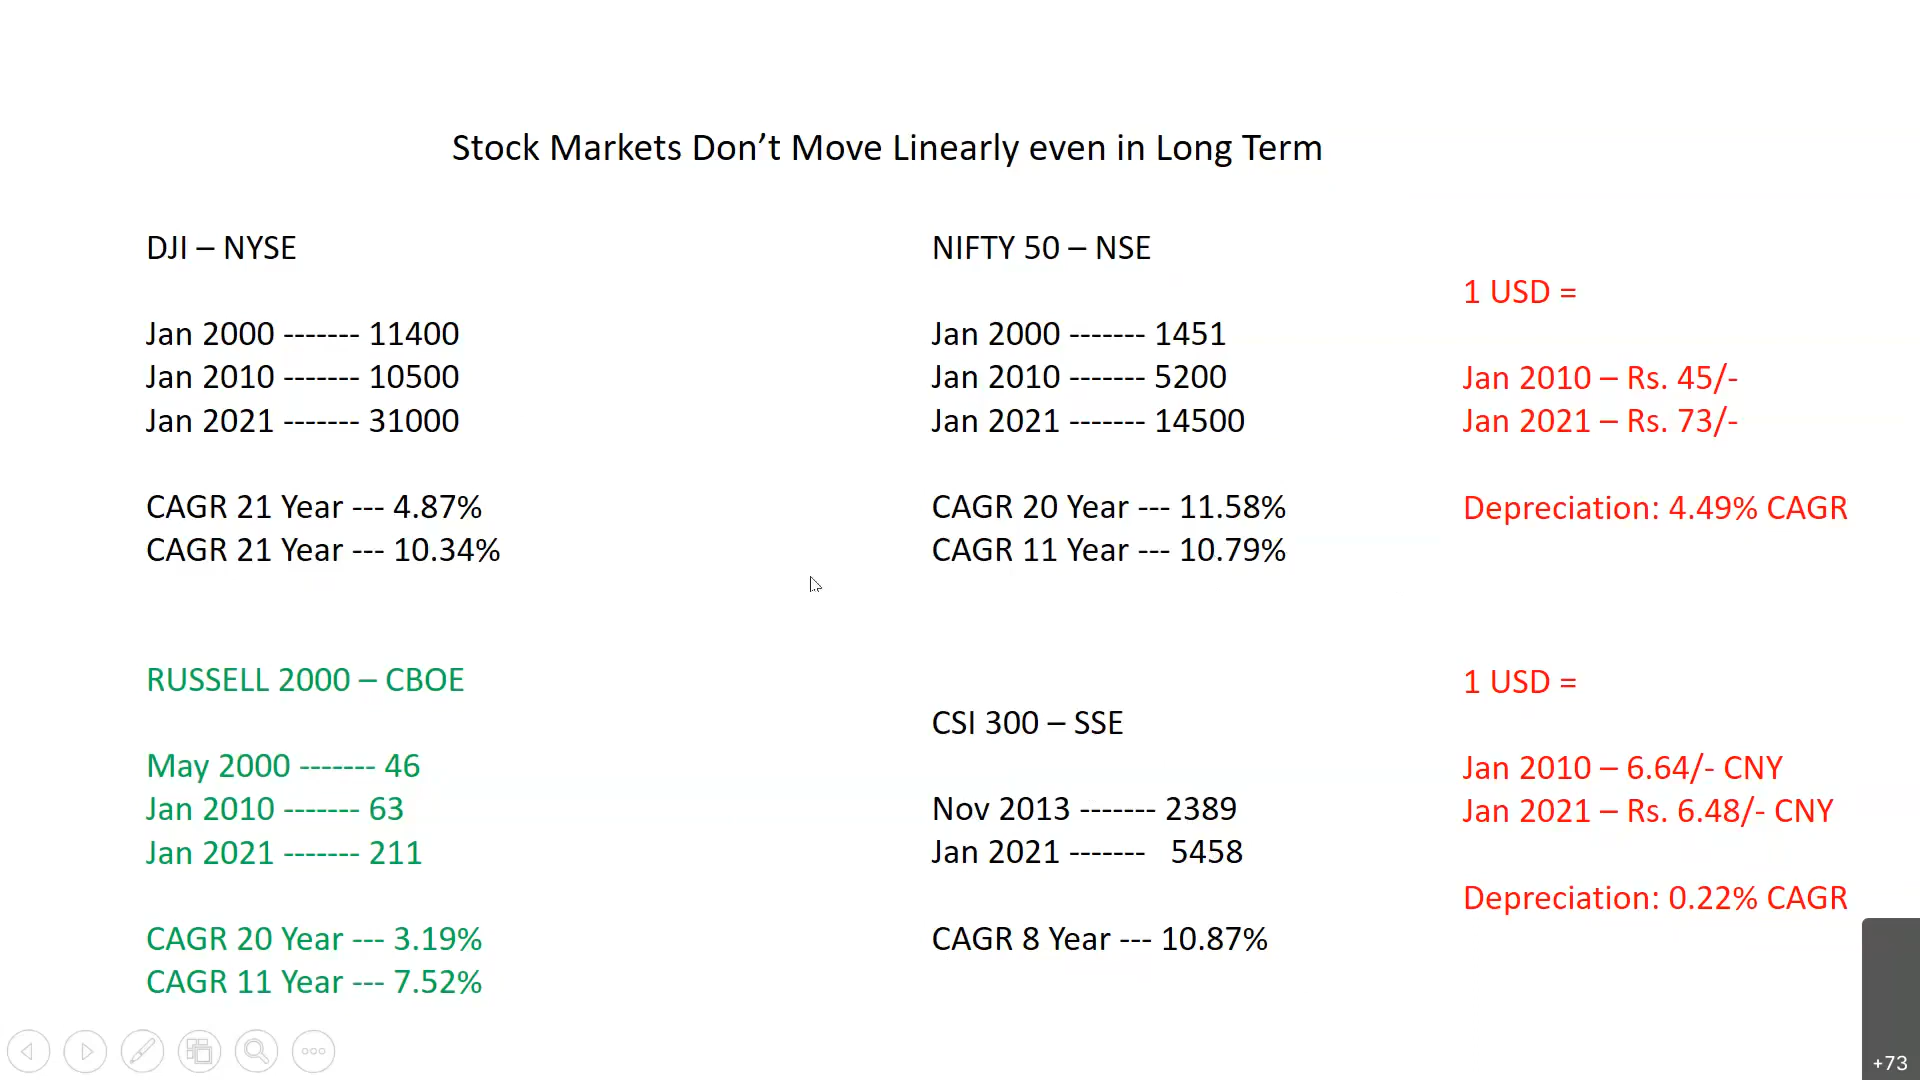 Stock Markets Don’t Move Linearly even in Long Term
DJI – NYSE
Jan 2000 ------- 11400
Jan 2010 ------- 10500
Jan 2021 ------- 31000
CAGR 21 Year --- 4.87%
CAGR 21 Year --- 10.34%
NIFTY 50 – NSE
Jan 2000 ------- 1451
Jan 2010 ------- 5200
Jan 2021 ------- 14500
CAGR 20 Year --- 11.58%
CAGR 11 Year --- 10.79%
1 USD =
Jan 2010 – Rs. 45/-
Jan 2021 – Rs. 73/-
Depreciation: 4.49% CAGR
RUSSELL 2000 – CBOE
May 2000 ------- 46
Jan 2010 ------- 63
Jan 2021 ------- 211
CAGR 20 Year --- 3.19%
CAGR 11 Year --- 7.52%
CSI 300 – SSE
Nov 2013 ------- 2389
Jan 2021 ------- 5458
CAGR 8 Year --- 10.87%
1 USD =
Jan 2010 – 6.64/- CNY
Jan 2021 – Rs. 6.48/- CNY
Depreciation: 0.22% CAGR
+73